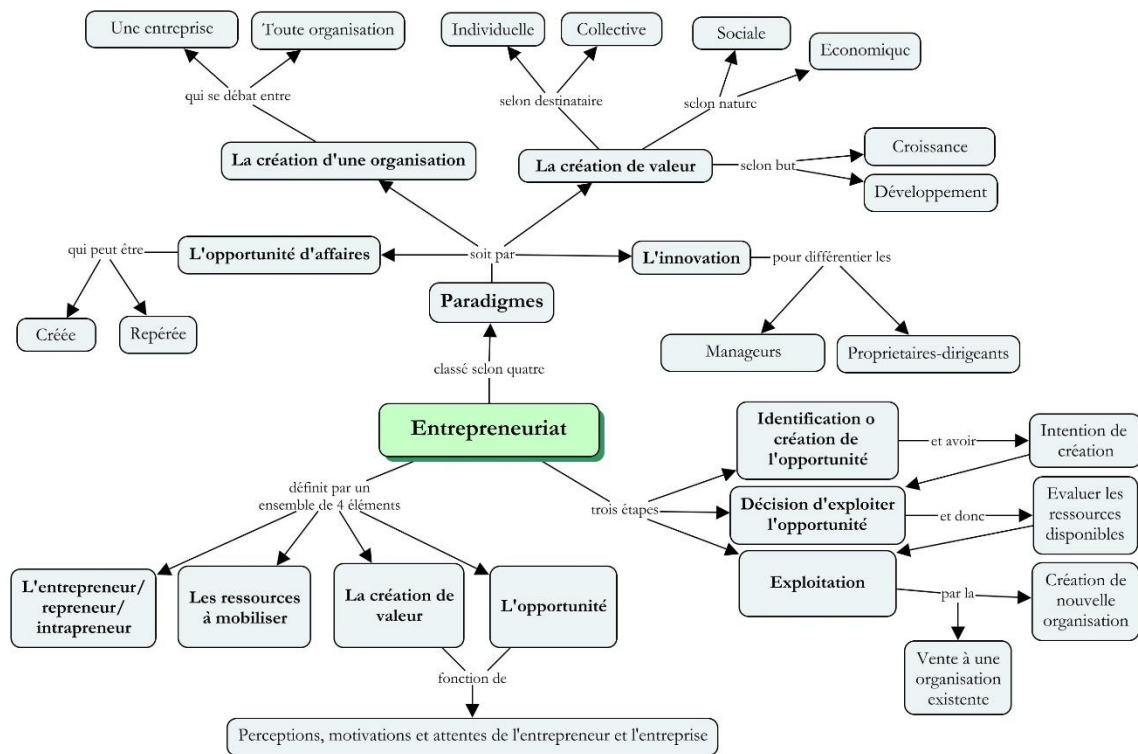 Une entreprise
Toute organisation
Individuelle
Collective
Sociale
Economique
qui se débat entre
selon destinataire
selon nature
La création d'une organisation
La création de valeur
selon but
Croissance
Développement
qui peut être
L'opportunité d'affaires
soit par
L'innovation
pour différentier les
Créée
Repérée
Paradigmes
Manageurs
Proprietaires-dirigeants
classé selon quatre
Entrepreneuriat
définit par un
ensemble de 4 éléments
trois étapes
Identification o
création de
l'opportunité
et avoir
Intention de
création
Décision d'exploiter
l'opportunité
et donc
Evaluer les
ressources
disponibles
Exploitation
par la
Création de
nouvelle
organisation
Vente à une
organisation
existente
L'entrepreneur/
repreneur/
intrapreneur
Les ressources
à mobiliser
La création de
valeur
L'opportunité
fonction de
Perceptions, motivations et attentes de l'entrepreneur et l'entreprise